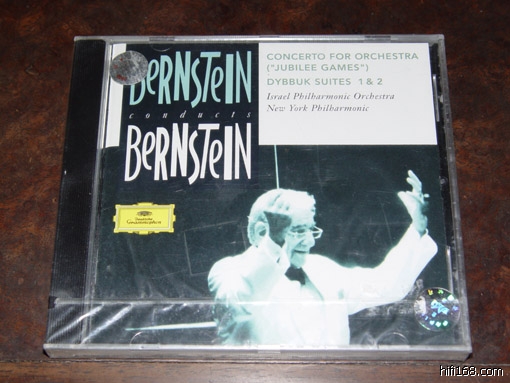 BERNSTEIN
conducts
BERNSTEIN
CONCERTO FOR ORCHESTRA
("JUBILEE GAMES")
DYBBUK SUITES 1 & 2
Israel Philharmonic Orchestra
New York Philharmonic
Deutsche
Grammophon
hifi168.com